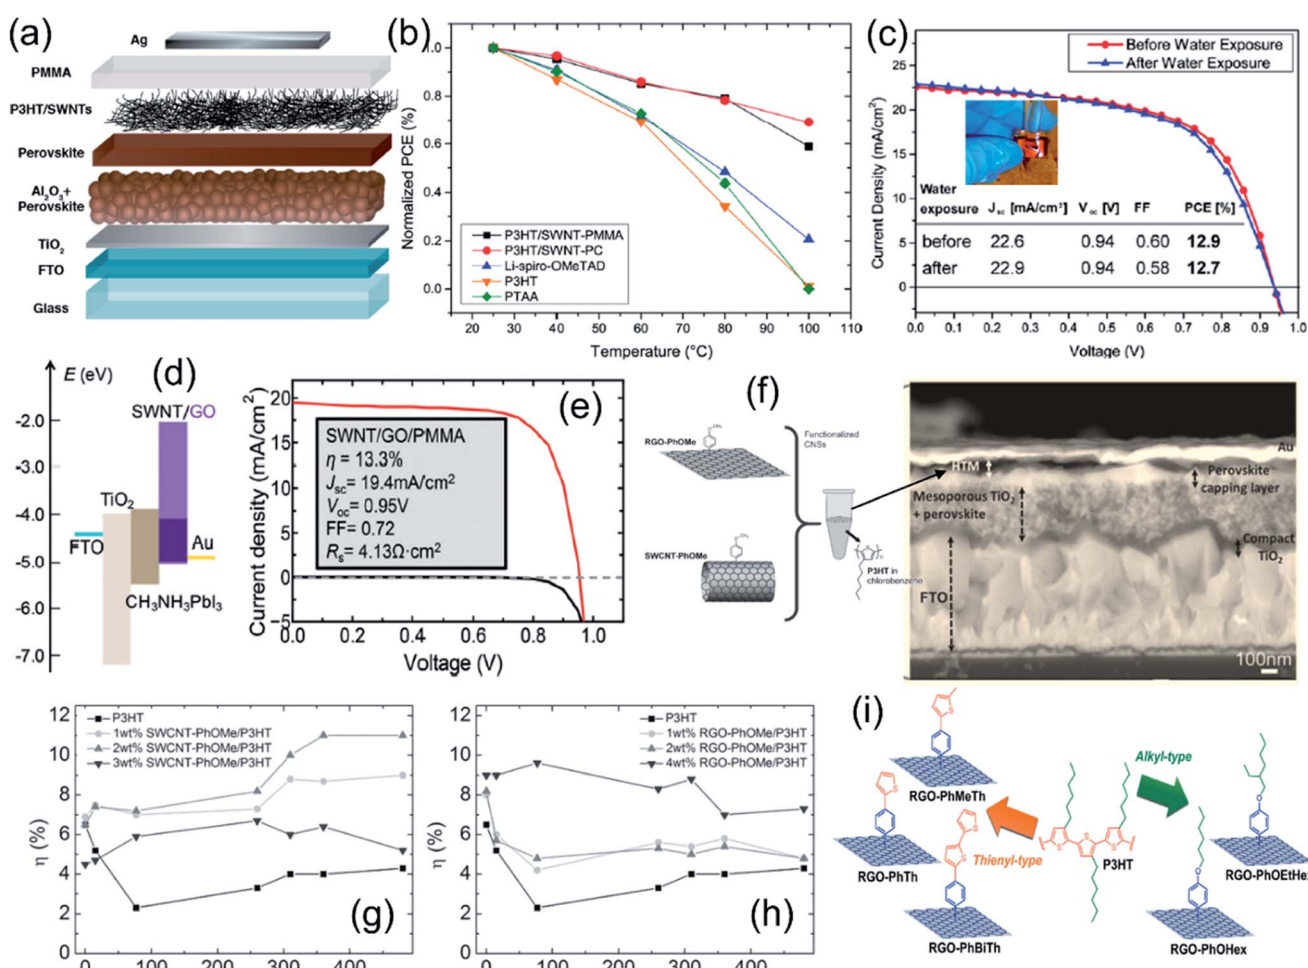 (a)
Ag
PMMA
P3HT/SWNTs
Perovskite
Al2O3+
Perovskite
TiO2
FTO
Glass
(b)
Normalized PCE (%)
1.0
0.8
0.6
0.4
0.2
0.0
P3HT/SWNT-PMMA
P3HT/SWNT-PC
Li-spiro-OMeTAD
P3HT
PTAA
20 30 40 50 60 70 80 90 100 110
Temperature (°C)
(c)
Current Density (mA/cm²)
25
22
20
17
15
12
10
5
0
Before Water Exposure
After Water Exposure
Water
exposure Jsc [mA/cm²] Voc [V] FF PCE [%]
before 22.6 0.94 0.60 12.9
after 22.9 0.94 0.58 12.7
0.0 0.1 0.2 0.3 0.4 0.5 0.6 0.7 0.8 0.9 1.0
Voltage (V)
(d)
E (eV)
-2.0
-3.0
-4.0
-5.0
-6.0
-7.0
SWNT/GO
TiO2
FTO
Au
CH3NH3PbI3
(e)
Current density (mA/cm²)
20
15
10
5
0
-5
SWNT/GO/PMMA
η = 13.3%
Jsc= 19.4mA/cm²
Voc= 0.95V
FF= 0.72
Rs= 4.13Ω·cm²
0.0 0.2 0.4 0.6 0.8 1.0
Voltage (V)
(f)
RGO-PhOMe
SWCNT-PhOMe
Functionalized
CNSs
P3HT in
chlorobenzene
Au
HTM
Perovskite
capping layer
Mesoporous TiO2
+ perovskite
Compact
TiO2
FTO
100nm
(g)
η (%)
12
10
8
6
4
2
0
P3HT
1wt% SWCNT-PhOMe/P3HT
2wt% SWCNT-PhOMe/P3HT
3wt% SWCNT-PhOMe/P3HT
0 100 200 300 400
(h)
η (%)
12
10
8
6
4
2
0
P3HT
1wt% RGO-PhOMe/P3HT
2wt% RGO-PhOMe/P3HT
4wt% RGO-PhOMe/P3HT
0 100 200 300 400
(i)
RGO-PhMeTh
RGO-PhTh
RGO-PhBiTh
Thienyl-type
P3HT
Alkyl-type
RGO-PhOEtHex
RGO-PhOHex